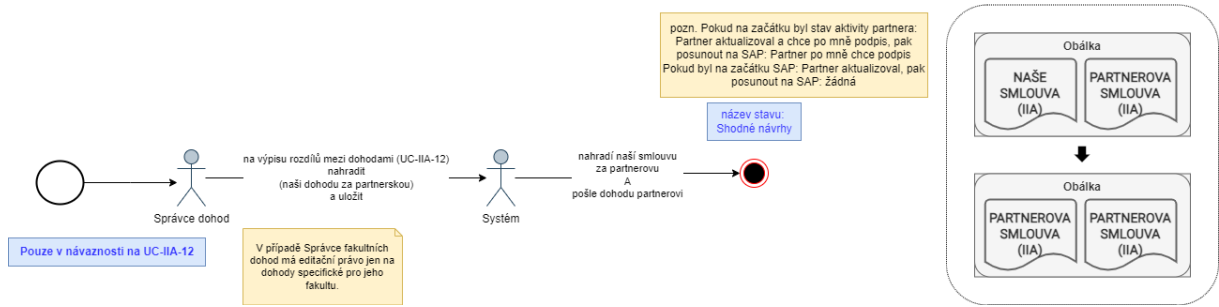 pozn. Pokud na začátku byl stav aktivity partnera:
Partner aktualizoval a chce po mně podpis, pak
posunout na SAP: Partner po mně chce podpis
Pokud byl na začátku SAP: Partner aktualizoval, pak
posunout na SAP: žádná
název stavu:
Shodné návrhy
na výpisu rozdílů mezi dohodami (UC-IIA-12)
nahradit
(naši dohodu za partnerskou)
a uložit
nahradí naší smlouvu
za partnerovu
A
pošle dohodu partnerovi
Správce dohod
Systém
Pouze v návaznosti na UC-IIA-12
V případě Správce fakultních
dohod má editační právo jen na
dohody specifické pro jeho
fakultu.
Obálka
NAŠE
SMLOUVA
(IIA)
PARTNEROVA
SMLOUVA
(IIA)
Obálka
PARTNEROVA
SMLOUVA
(IIA)
PARTNEROVA
SMLOUVA
(IIA)